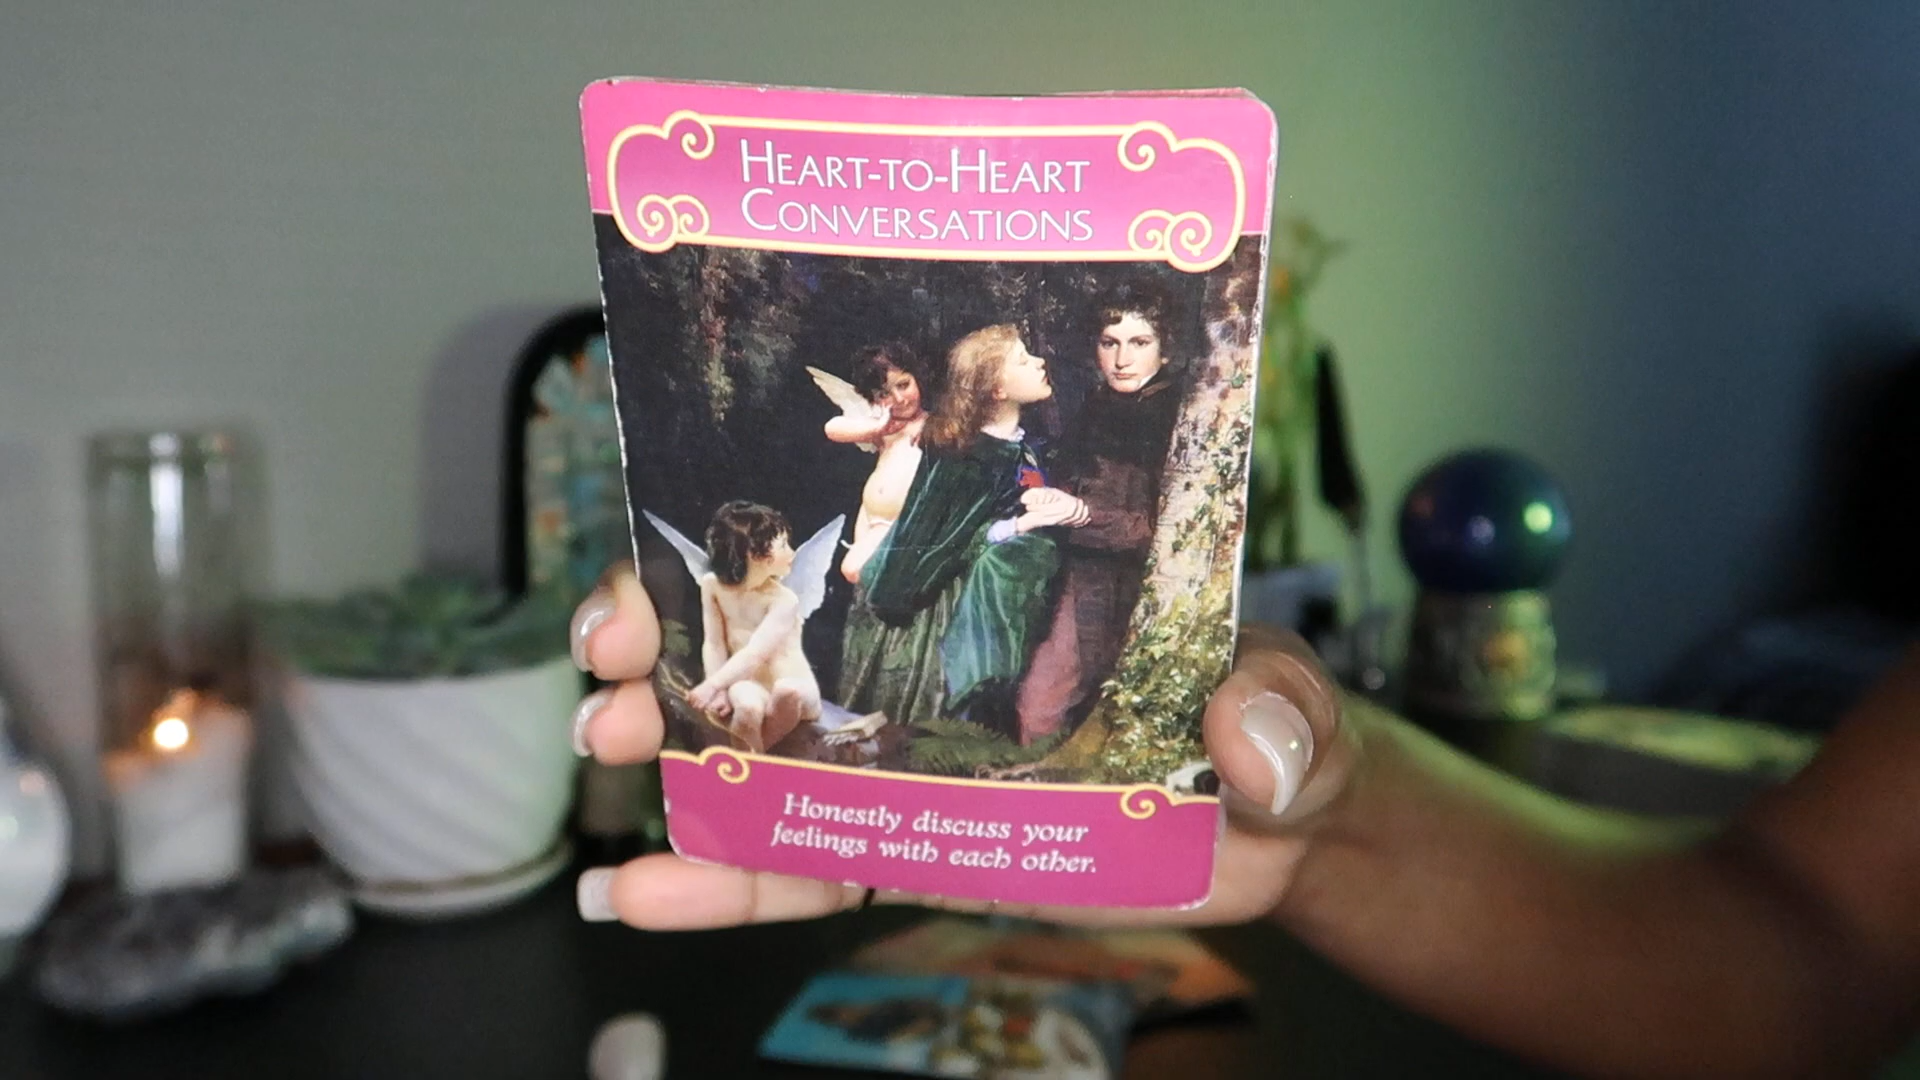 HEART-TO-HEART
CONVERSATIONS
Honestly discuss your
feelings with each other.